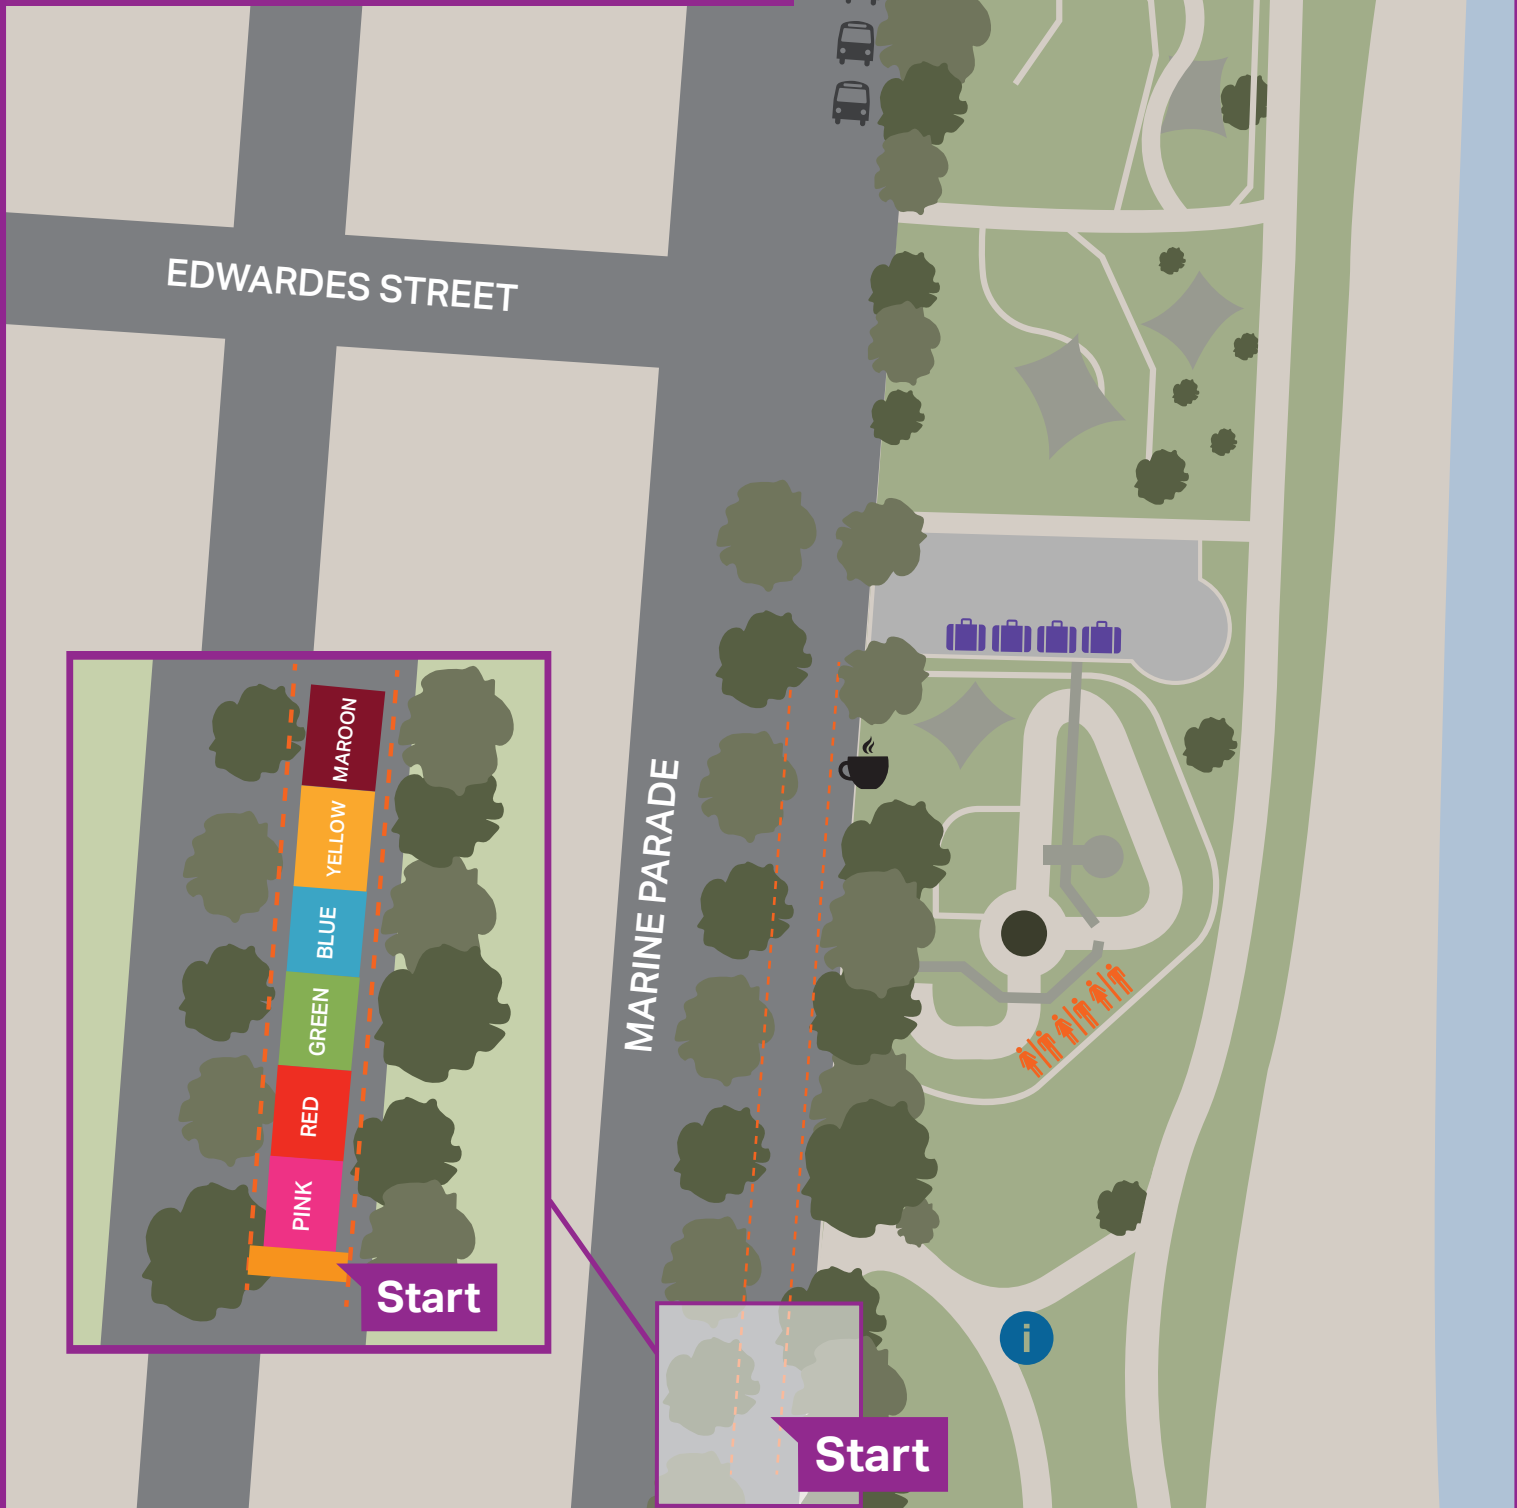 EDWARDES STREET
MARINE PARADE
MAROON
YELLOW
BLUE
GREEN
RED
PINK
Start
i
Start